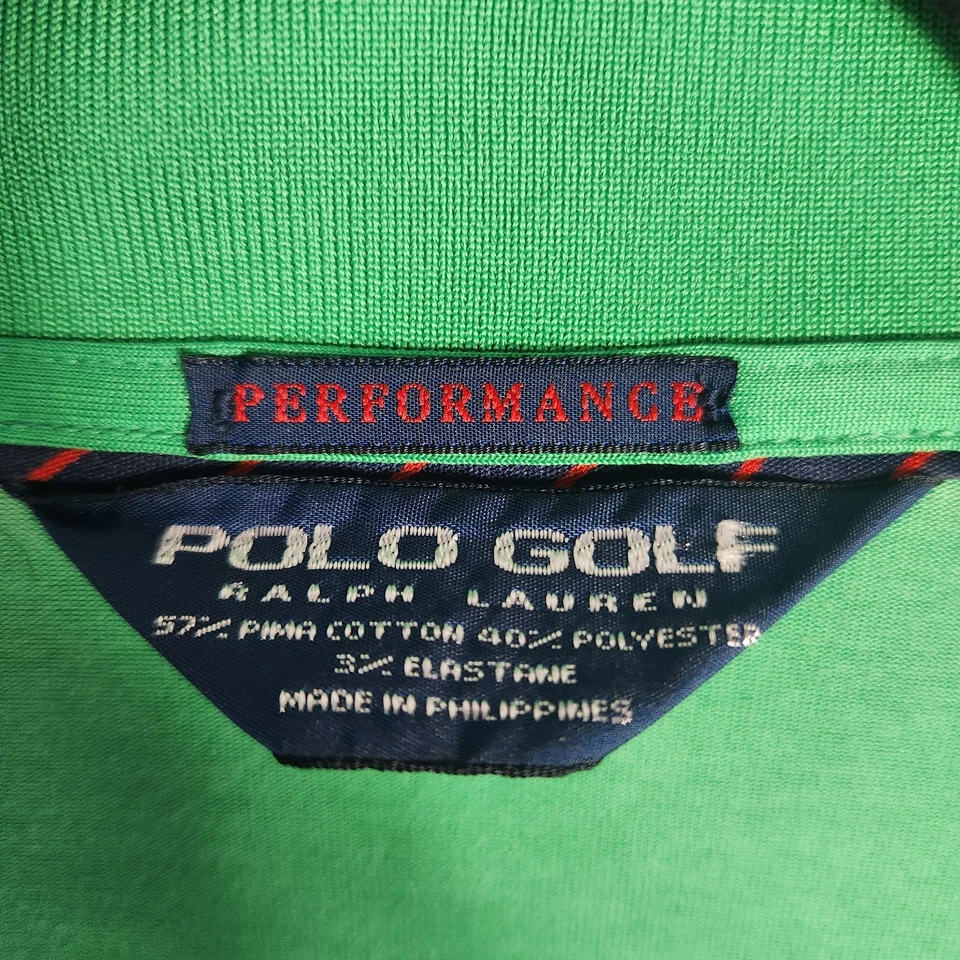 PERFORMANCE
POLO GOLF
RALPH LAUREN
57% PIMA COTTON 40% POLYESTER
3% ELASTANE
MADE IN PHILIPPINES